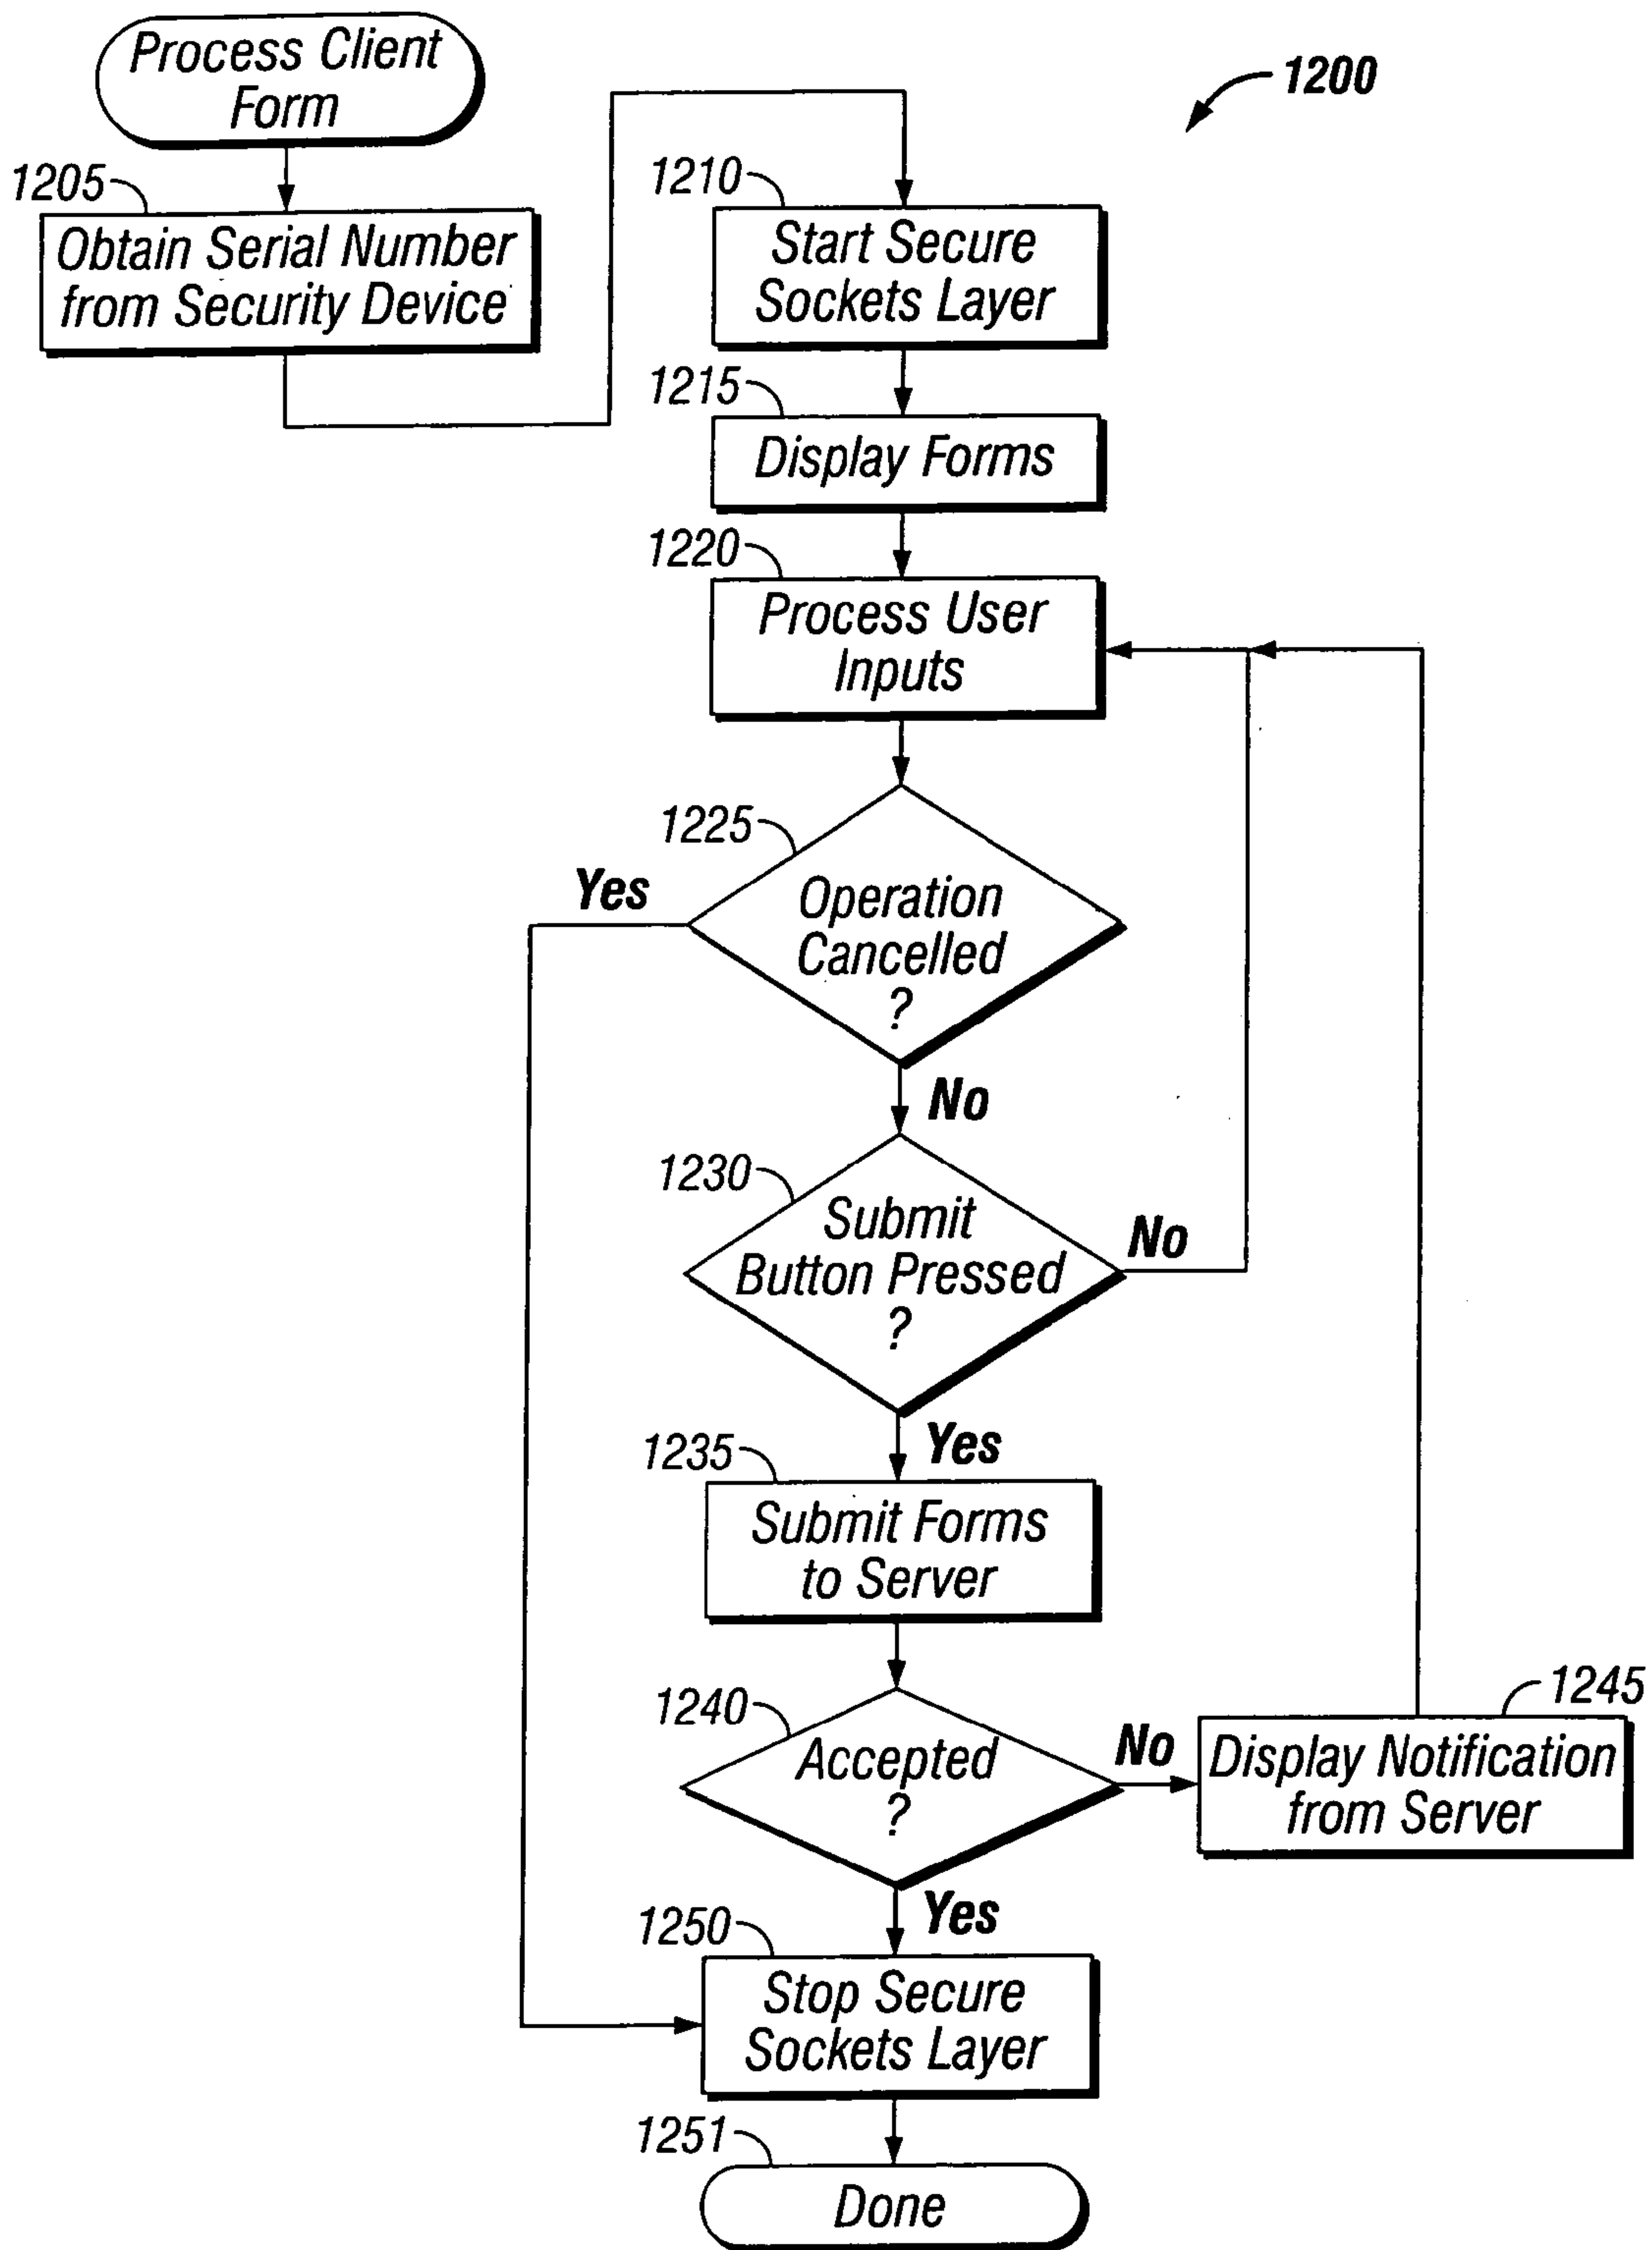 Process Client
Form
1200
1205
Obtain Serial Number
from Security Device
1210
Start Secure
Sockets Layer
1215
Display Forms
1220
Process User
Inputs
1225
Yes
Operation
Cancelled
?
No
1230
Submit
Button Pressed
?
No
Yes
1235
Submit Forms
to Server
1240
Accepted
?
No
1245
Display Notification
from Server
Yes
1250
Stop Secure
Sockets Layer
1251
Done